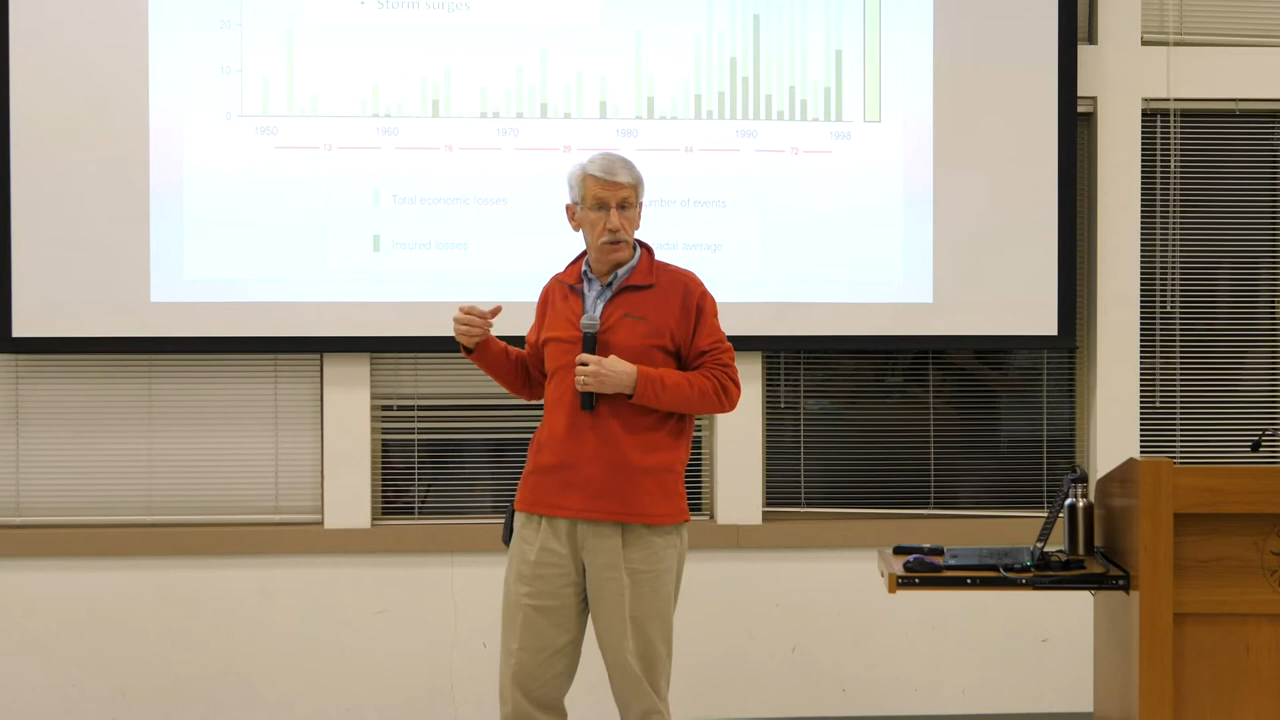 • Storm surges
20
10
0
1950 1960 1970 1980 1990 1998
13 16 29 44 72
Total economic losses umber of events
Insured losses adal average